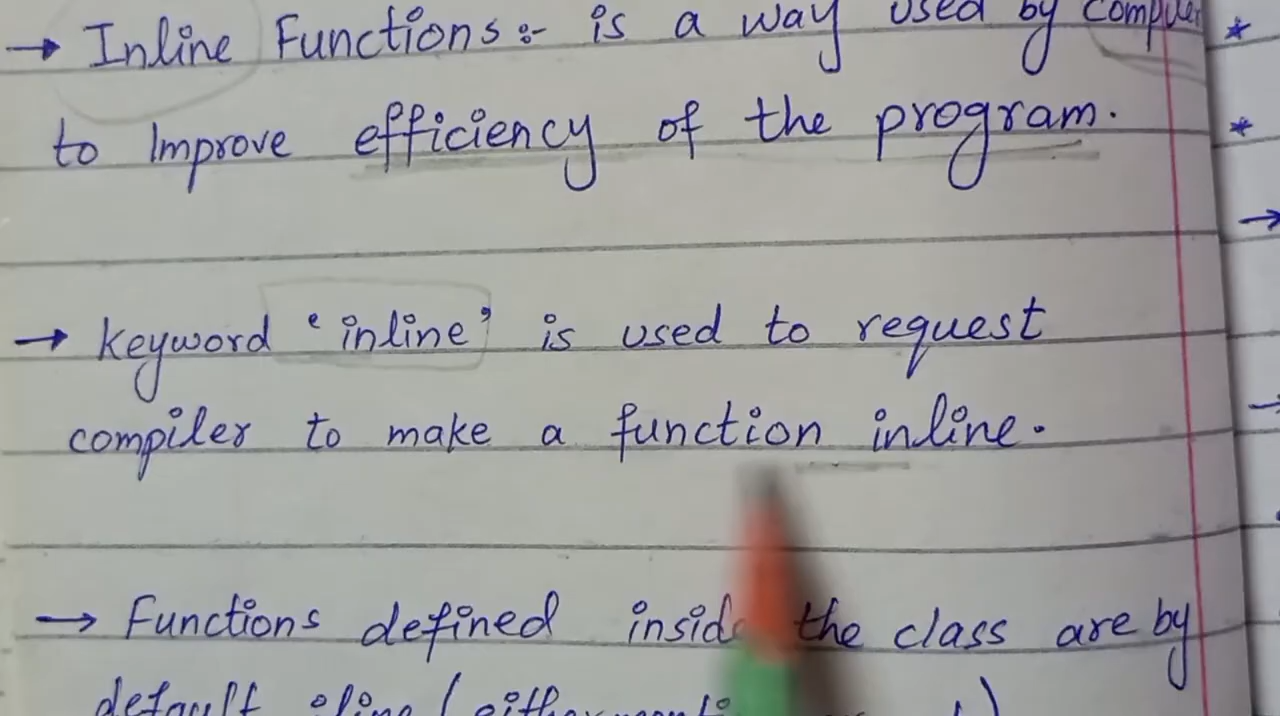 → Inline Functions :- is a way used by compiler *
to Improve efficiency of the program. *
→
→ keyword 'inline' is used to request
compiler to make a function inline.
→ Functions defined inside the class are by
default